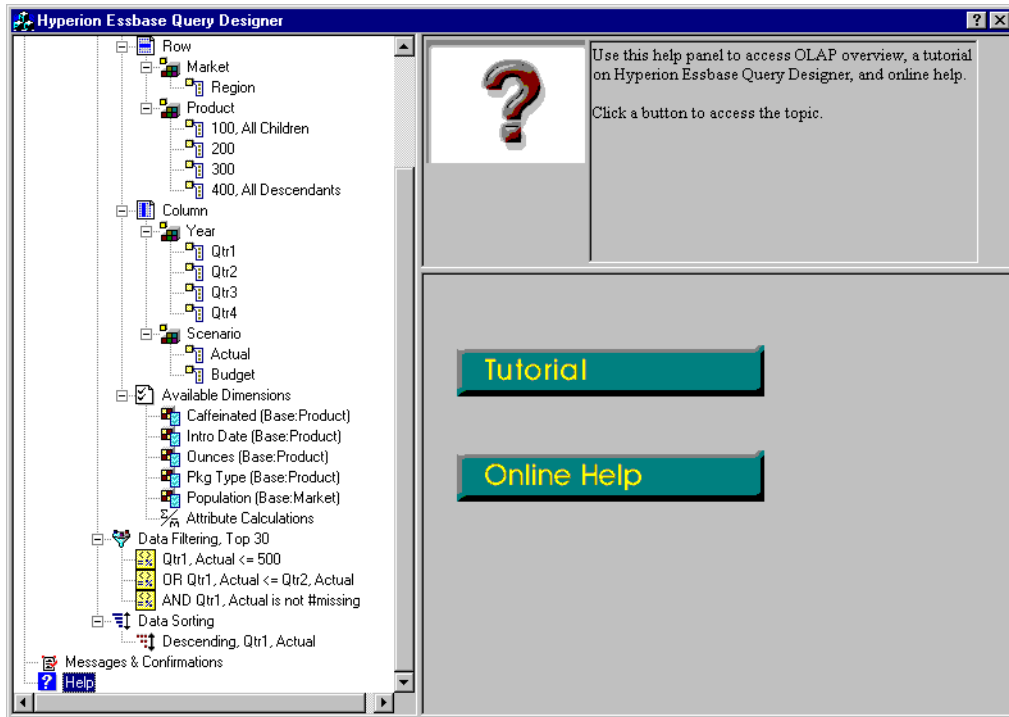 Hyperion Essbase Query Designer
Row
Market
Region
Product
100, All Children
200
300
400, All Descendants
Column
Year
Qtr1
Qtr2
Qtr3
Qtr4
Scenario
Actual
Budget
Available Dimensions
Caffeinated (Base:Product)
Intro Date (Base:Product)
Ounces (Base:Product)
Pkg Type (Base:Product)
Population (Base:Market)
Attribute Calculations
Data Filtering, Top 30
Qtr1, Actual <= 500
OR Qtr1, Actual <= Qtr2, Actual
AND Qtr1, Actual is not #missing
Data Sorting
Descending, Qtr1, Actual
Messages & Confirmations
Help
Use this help panel to access OLAP overview, a tutorial
on Hyperion Essbase Query Designer, and online help.
Click a button to access the topic.
Tutorial
Online Help